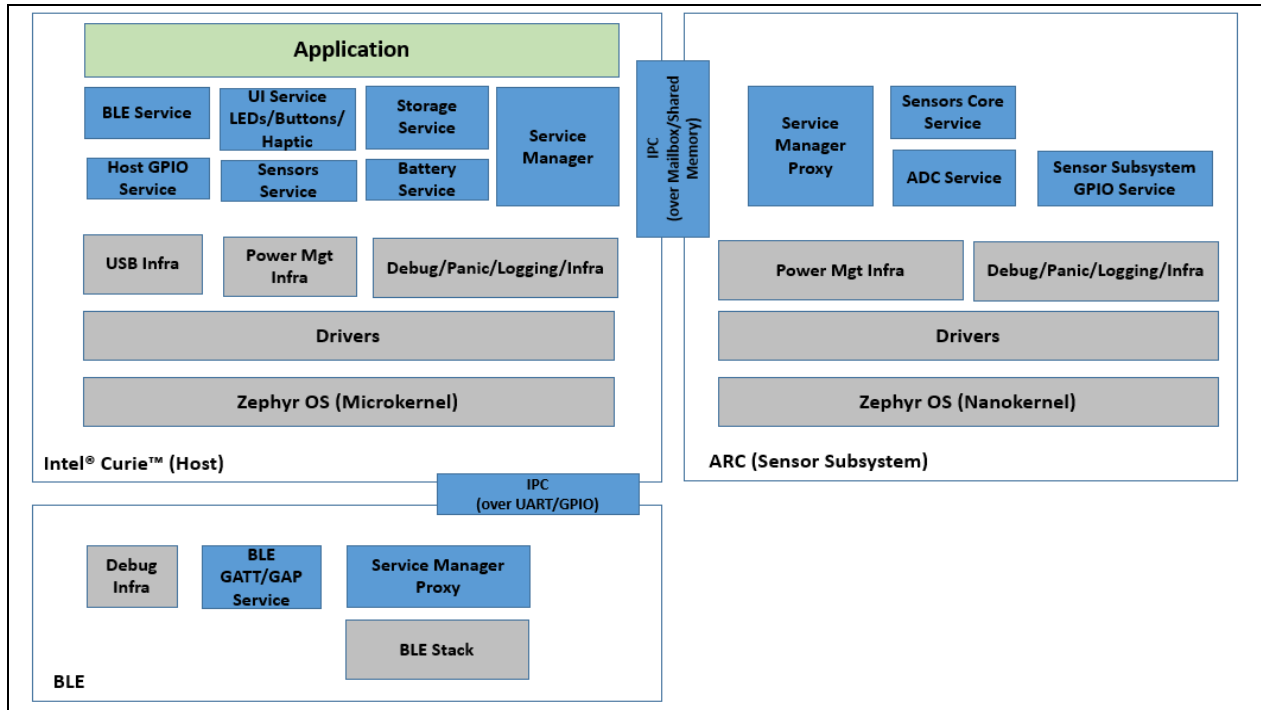 Application
BLE Service
UI Service
LEDs/Buttons/
Haptic
Storage
Service
Service
Manager
Host GPIO
Service
Sensors
Service
Battery
Service
USB Infra
Power Mgt
Infra
Debug/Panic/Logging/Infra
Drivers
Zephyr OS (Microkernel)
Intel® Curie™ (Host)
IPC
(over Mailbox/Shared
Memory)
Service
Manager
Proxy
Sensors Core
Service
ADC Service
Sensor Subsystem
GPIO Service
Power Mgt Infra
Debug/Panic/Logging/Infra
Drivers
Zephyr OS (Nanokernel)
ARC (Sensor Subsystem)
IPC
(over UART/GPIO)
Debug
Infra
BLE
GATT/GAP
Service
Service Manager
Proxy
BLE Stack
BLE